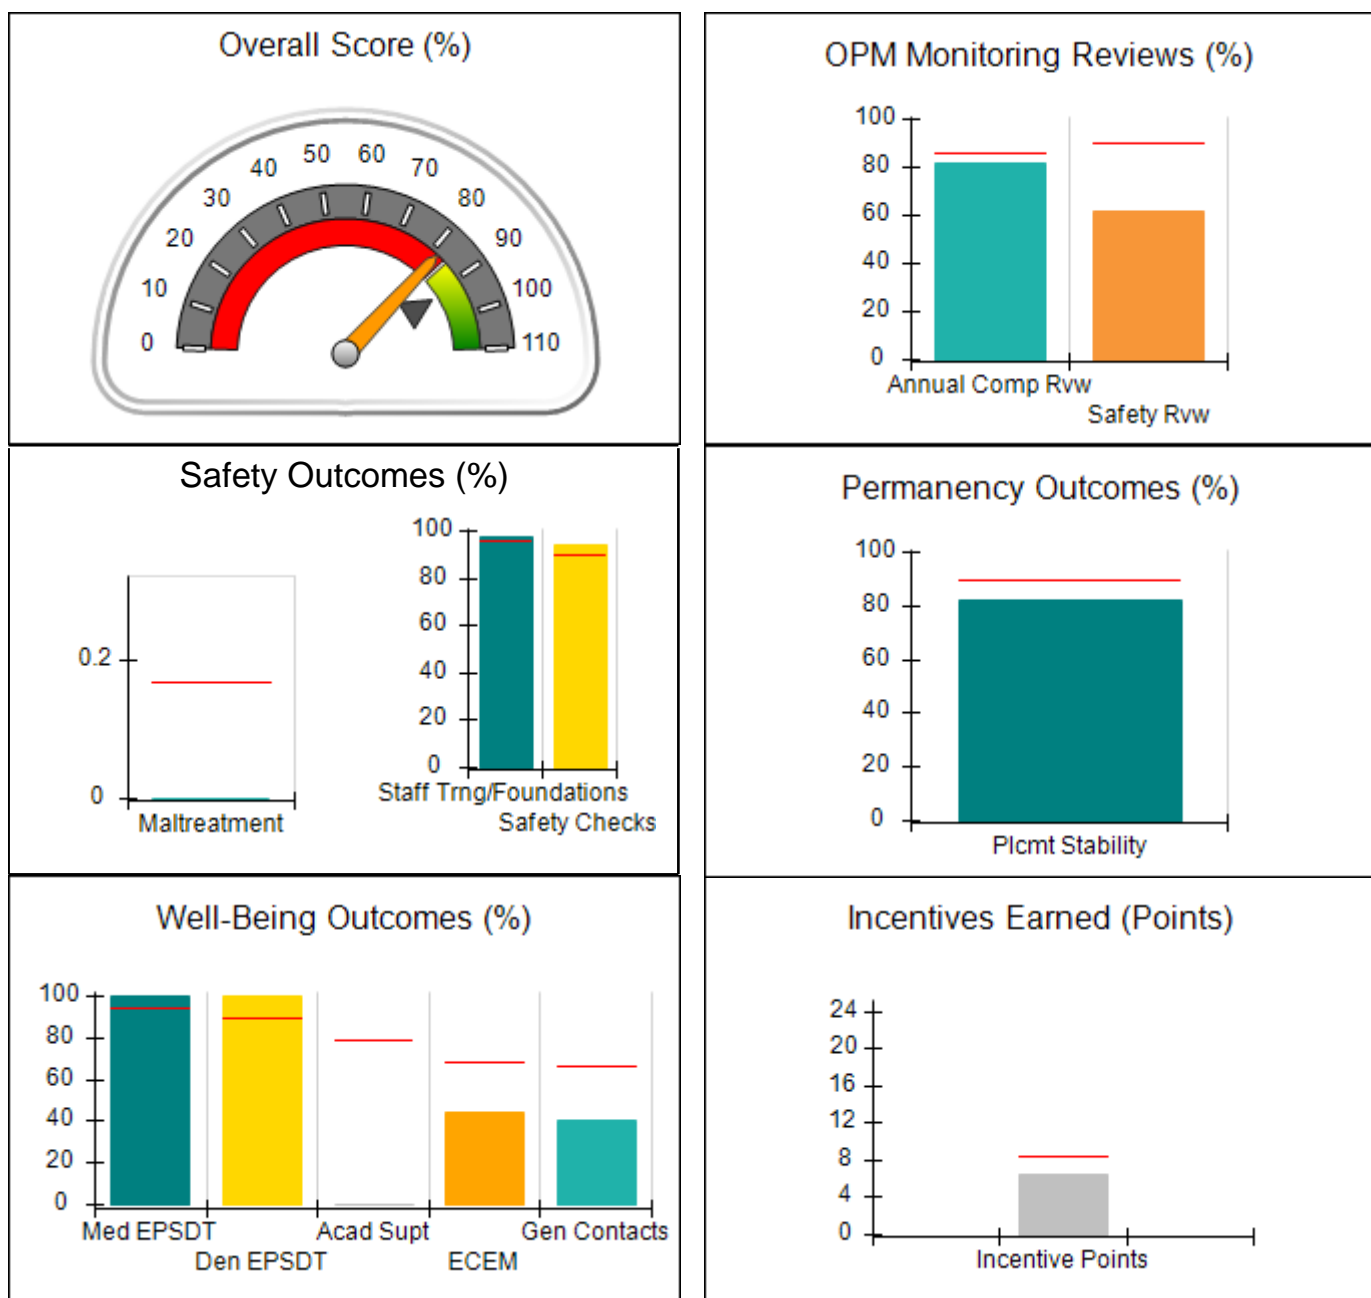 Overall Score (%)
0 10 20 30 40 50 60 70 80 90 100 110
OPM Monitoring Reviews (%)
100
80
60
40
20
0
Annual Comp Rvw
Safety Rvw
Safety Outcomes (%)
0.2
0
Maltreatment
100
80
60
40
20
0
Staff Trng/Foundations
Safety Checks
Permanency Outcomes (%)
100
80
60
40
20
0
Plcmt Stability
Well-Being Outcomes (%)
100
80
60
40
20
0
Med EPSDT Acad Supt Gen Contacts
Den EPSDT ECEM
Incentives Earned (Points)
24
20
16
12
8
4
0
Incentive Points